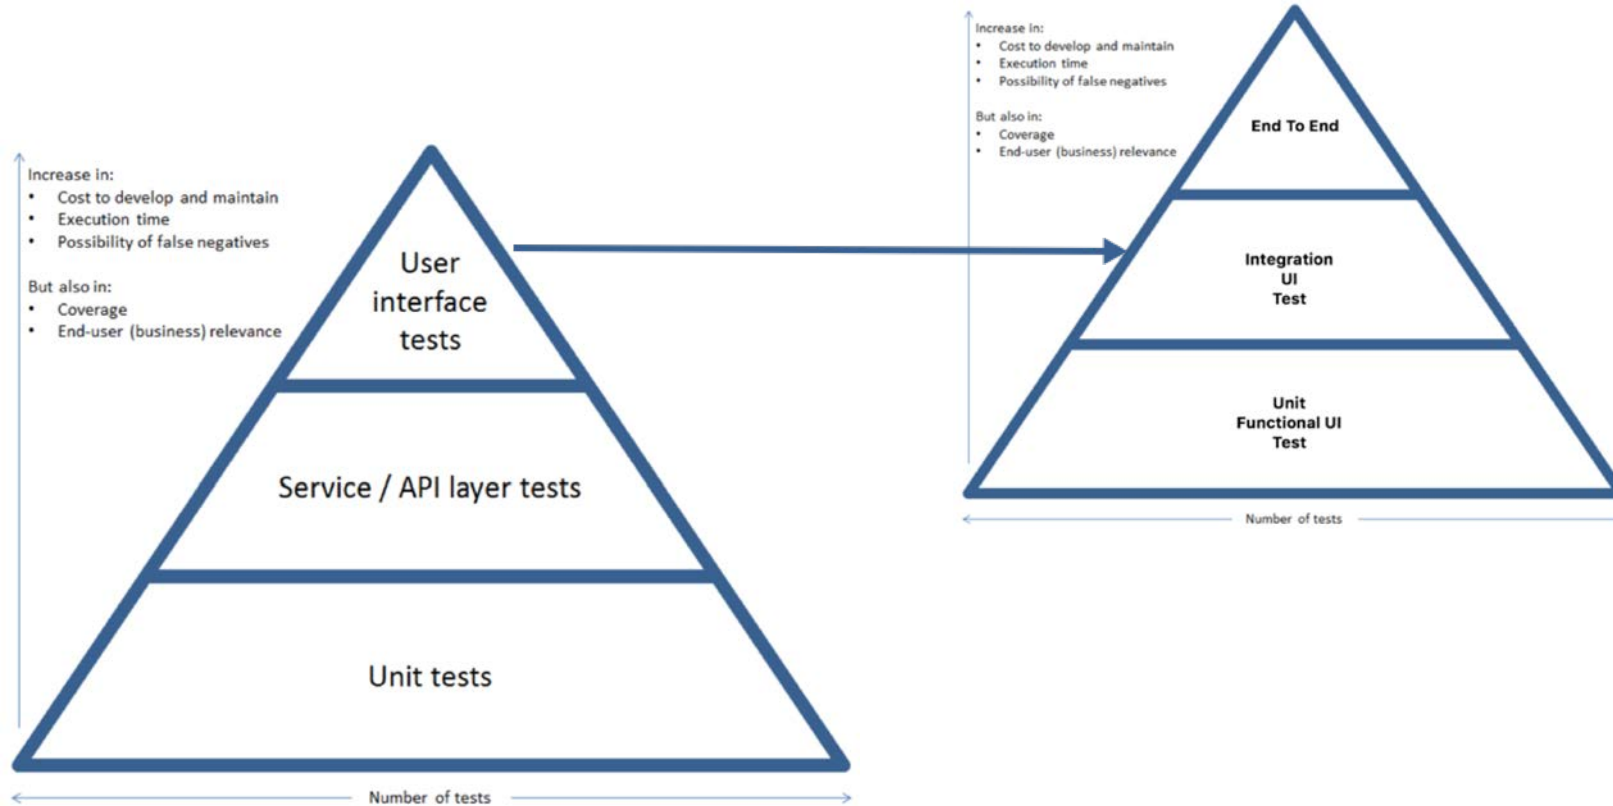 Increase in:
• Cost to develop and maintain
• Execution time
• Possibility of false negatives
But also in:
• Coverage
• End-user (business) relevance
User
interface
tests
Service / API layer tests
Unit tests
Number of tests
Increase in:
• Cost to develop and maintain
• Execution time
• Possibility of false negatives
But also in:
• Coverage
• End-user (business) relevance
End To End
Integration
UI
Test
Unit
Functional UI
Test
Number of tests